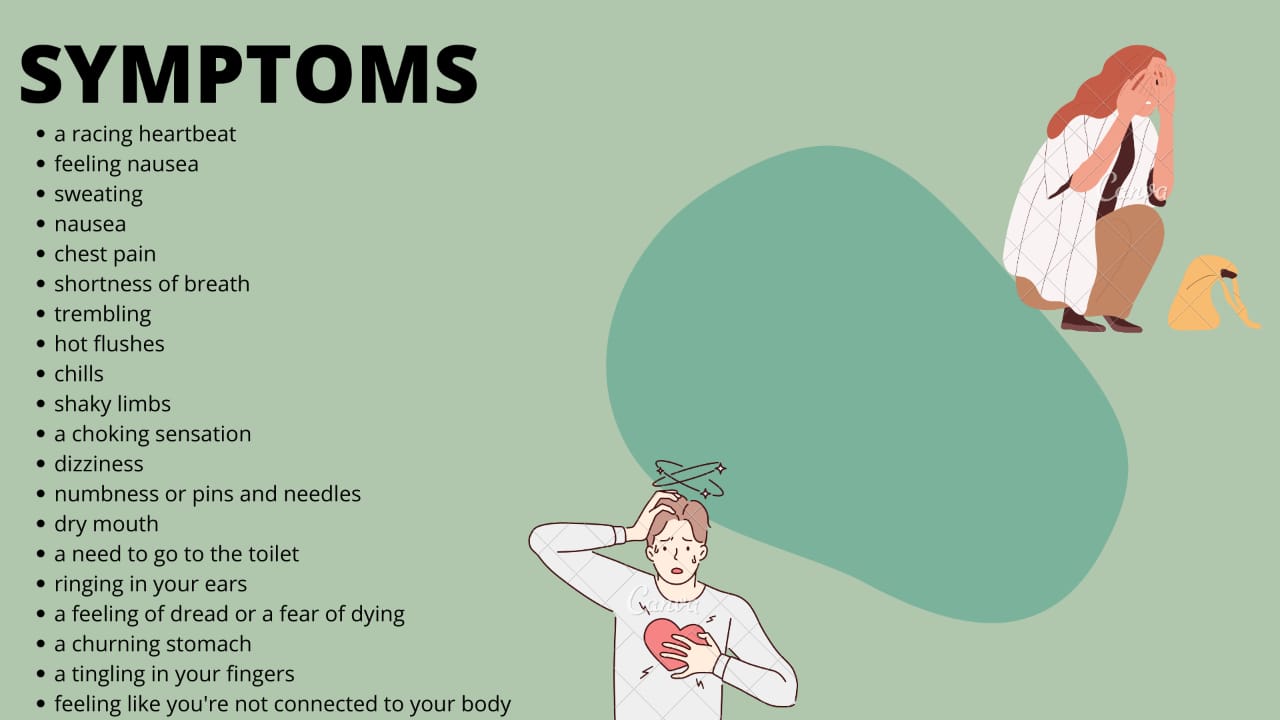 SYMPTOMS
• a racing heartbeat
• feeling nausea
• sweating
• nausea
• chest pain
• shortness of breath
• trembling
• hot flushes
• chills
• shaky limbs
• a choking sensation
• dizziness
• numbness or pins and needles
• dry mouth
• a need to go to the toilet
• ringing in your ears
• a feeling of dread or a fear of dying
• a churning stomach
• a tingling in your fingers
• feeling like you're not connected to your body
Canva
Canva